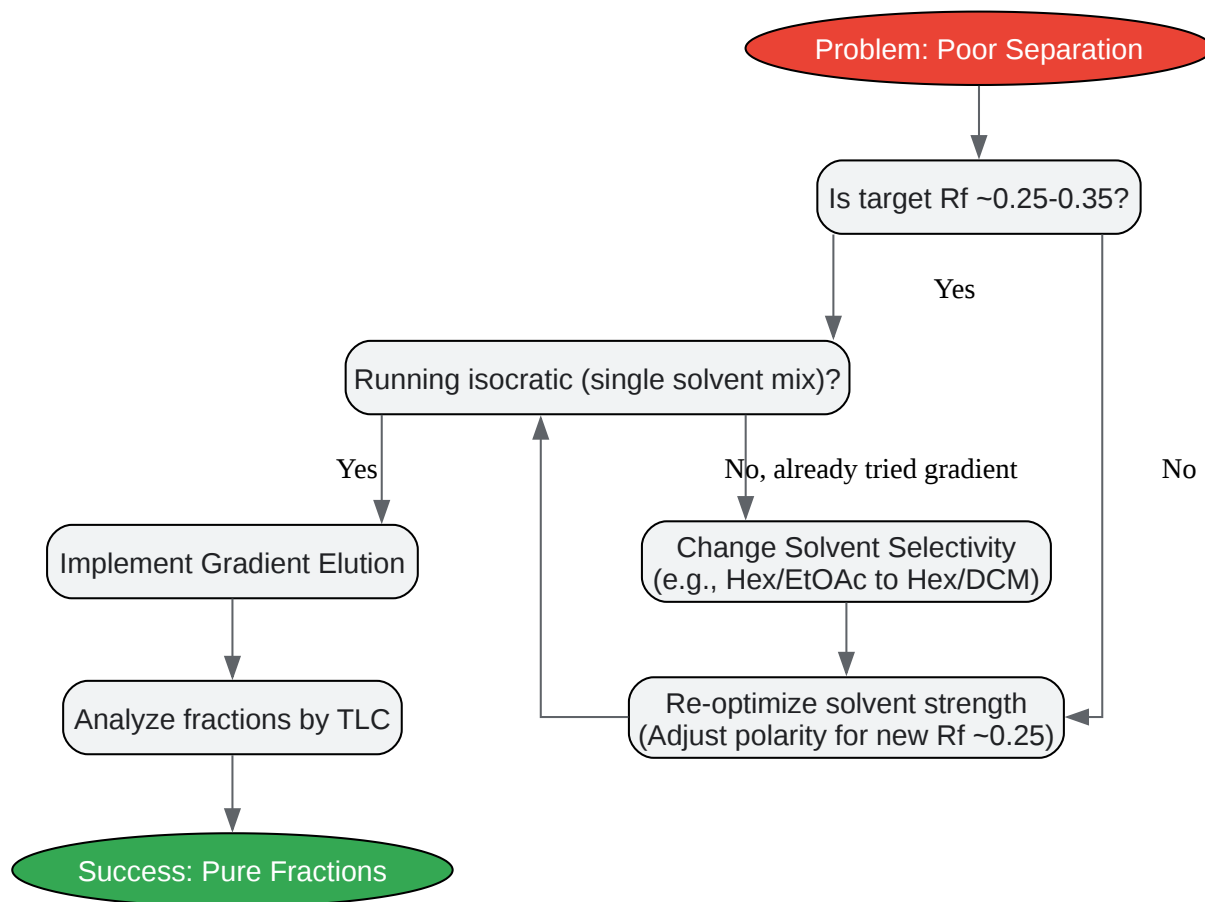 Problem: Poor Separation
Is target Rf ~0.25-0.35?
Yes
Running isocratic (single solvent mix)?
Yes
No, already tried gradient
No
Implement Gradient Elution
Change Solvent Selectivity
(e.g., Hex/EtOAc to Hex/DCM)
Analyze fractions by TLC
Re-optimize solvent strength
(Adjust polarity for new Rf ~0.25)
Success: Pure Fractions